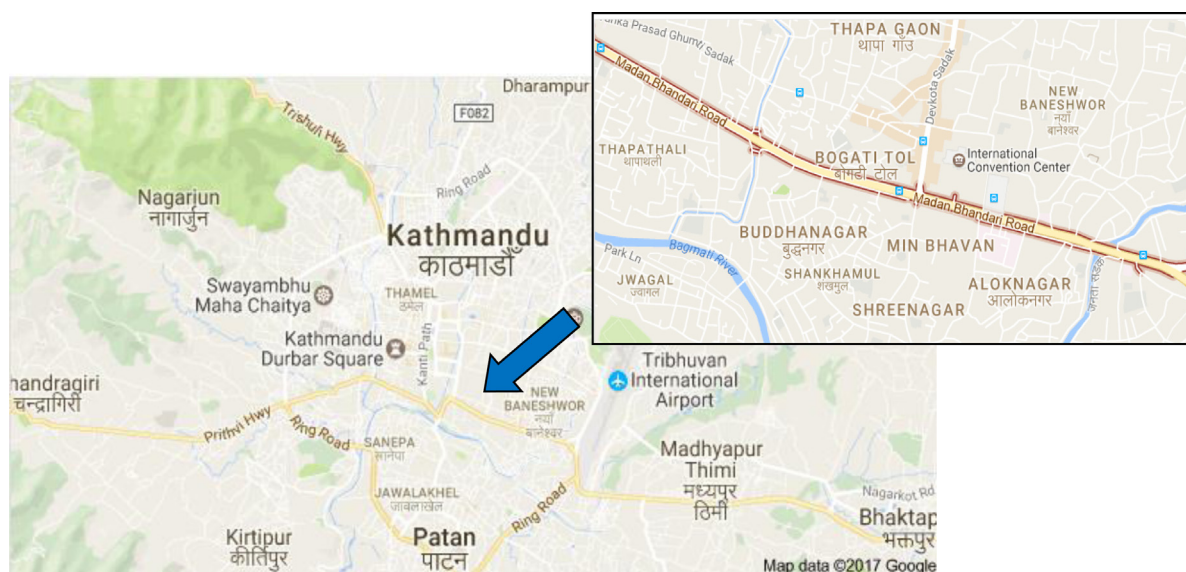 Dharampur
F082
Trishuli Hwy
Ring Road
Nagarjun
नागार्जुन
Kathmandu
काठमाडौँ
Swayambhu
Maha Chaitya
THAMEL
ठमेल
Kathmandu
Durbar Square
Kanti Path
Tribhuvan
International
Airport
handragiri
चन्द्रागिरी
NEW
BANESHWOR
नयाँ
बानेश्वर
Prithvi Hwy
Ring Road
SANEPA
सानेपा
Madhyapur
Thimi
मध्यपुर
ठिमी
JAWALAKHEL
जावलाखेल
Ring Road
Nagarkot Rd
Kirtipur
कीर्तिपुर
Patan
पाटन
Bhaktap
भक्तपुर
Map data ©2017 Google
Prasad Ghumvi Sadak
THAPA GAON
थापा गाँउ
Madan Bhandari Road
Devkota Sadak
NEW
BANESHWOR
नयाँ
बानेश्वर
THAPATHALI
थापाथली
BOGATI TOL
बोगटी टोल
International
Convention Center
Madan Bhandari Road
BUDDHANAGAR
बुद्धनगर
MIN BHAVAN
Park Ln
Bagmati River
JWAGAL
ज्वागल
SHANKHAMUL
शंखमुल
ALOKNAGAR
आलोकनगर
SHREENAGAR
जनता सडक